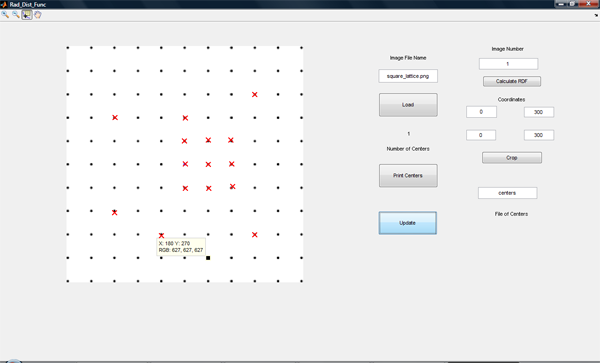 Rad_Dist_Func
Image File Name
square_lattice.png
Load
1
Number of Centers
Print Centers
Update
Image Number
1
Calculate RDF
Coordinates
0 300
0 300
Crop
centers
File of Centers
X: 180 Y: 270
RGB: 627, 627, 627